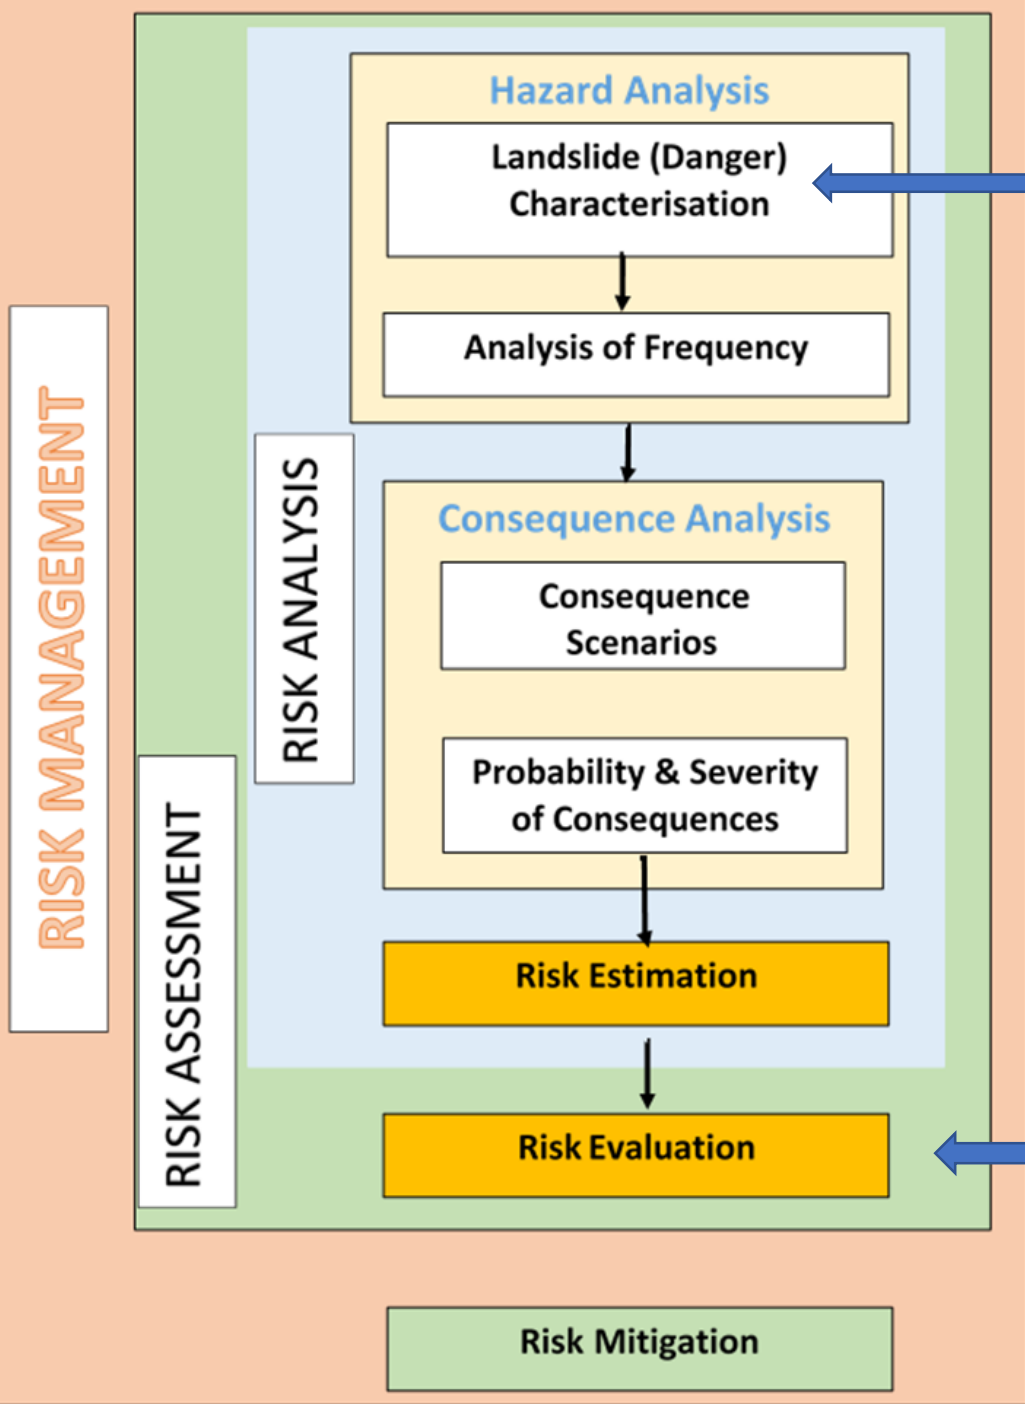 Hazard Analysis
Landslide (Danger)
Characterisation
Analysis of Frequency
RISK ANALYSIS
Consequence Analysis
Consequence
Scenarios
Probability & Severity
of Consequences
RISK MANAGEMENT
RISK ASSESSMENT
Risk Estimation
Risk Evaluation
Risk Mitigation